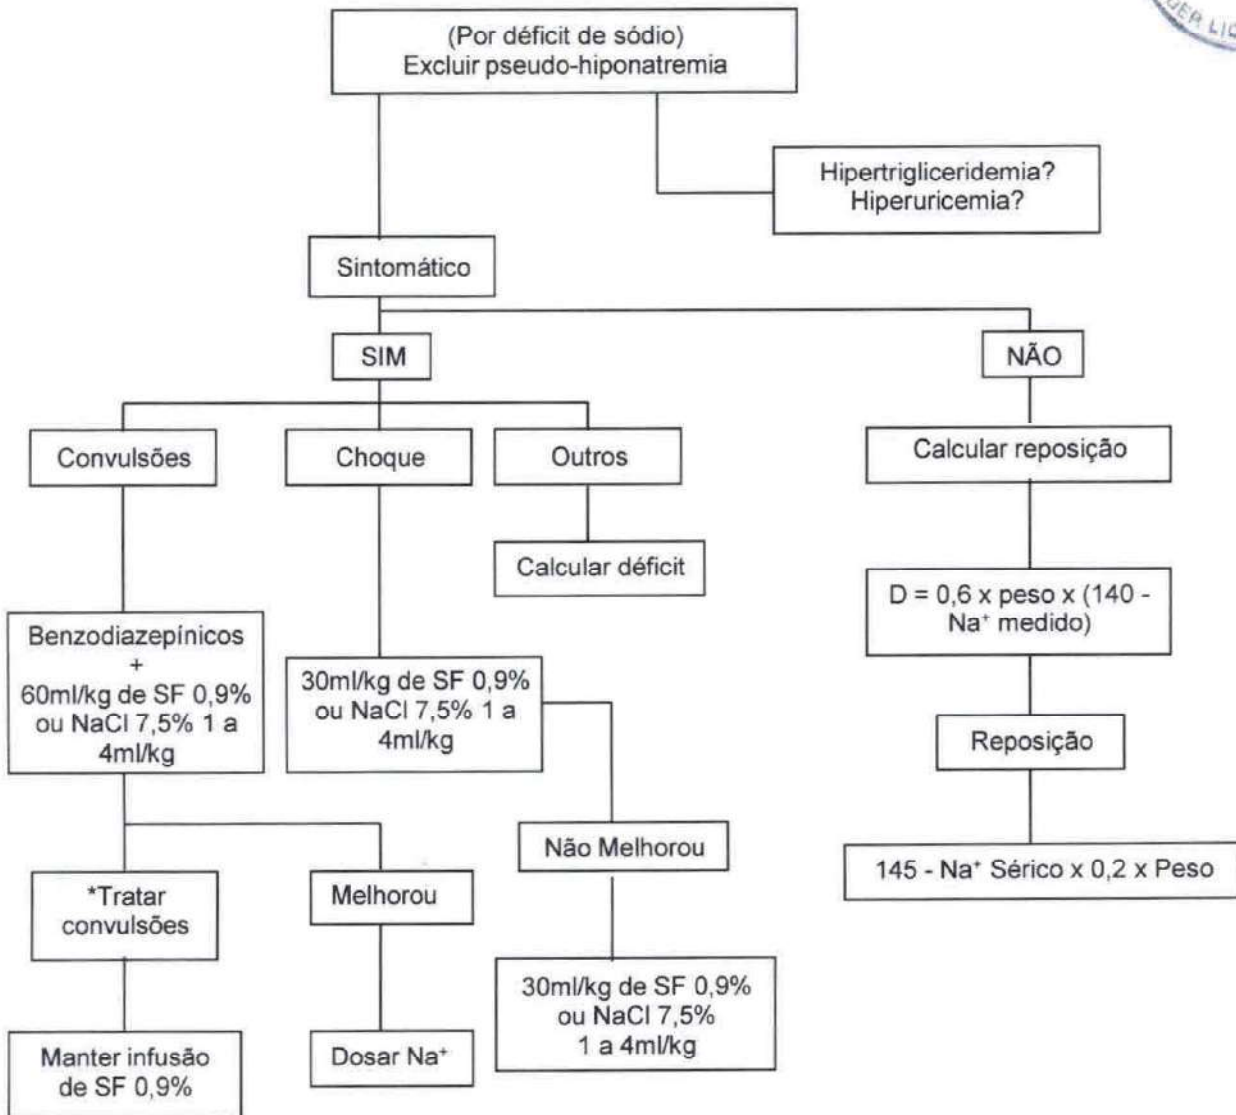 (Por déficit de sódio)
Excluir pseudo-hiponatremia
Hipertrigliceridemia?
Hiperuricemia?
Sintomático
SIM
NÃO
Convulsões
Choque
Outros
Calcular reposição
Calcular déficit
D = 0,6 x peso x (140 -
Na⁺ medido)
Benzodiazepínicos
+
60ml/kg de SF 0,9%
ou NaCl 7,5% 1 a
4ml/kg
30ml/kg de SF 0,9%
ou NaCl 7,5% 1 a
4ml/kg
Reposição
Não Melhorou
145 - Na⁺ Sérico x 0,2 x Peso
*Tratar
convulsões
Melhorou
30ml/kg de SF 0,9%
ou NaCl 7,5%
1 a 4ml/kg
Manter infusão
de SF 0,9%
Dosar Na⁺